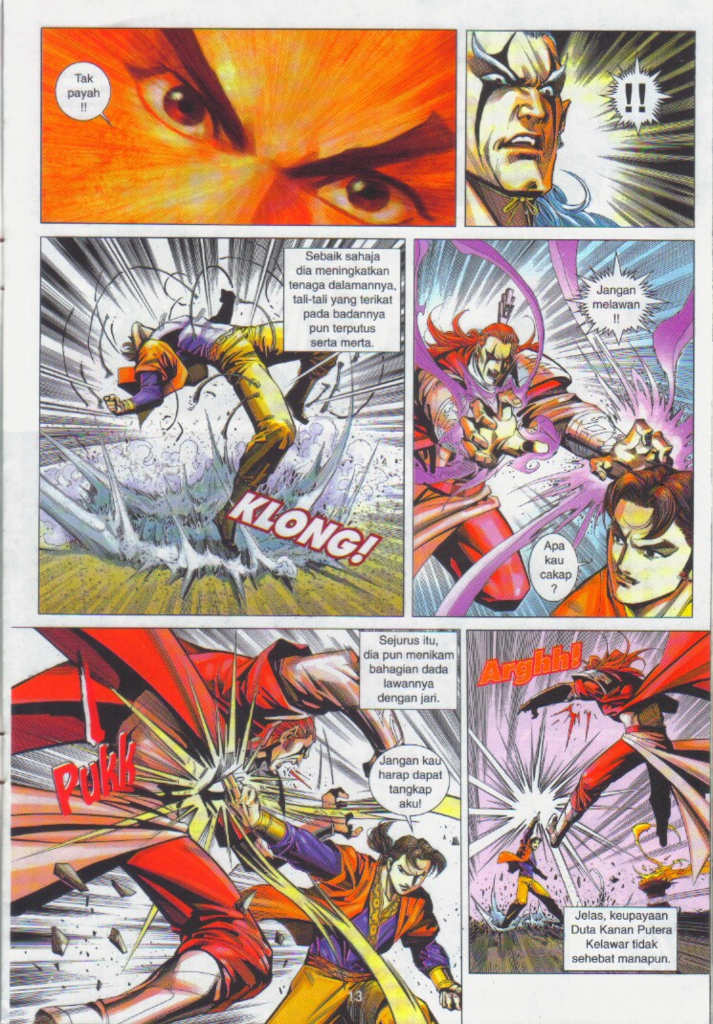 Tak
payah
!!
!!
Sebaik sahaja
dia meningkatkan
tenaga dalamannya,
tali-tali yang terikat
pada badannya
pun terputus
serta merta.
KLONG!
Jangan
melawan
!!
Apa
kau
cakap
?
Sejurus itu,
dia pun menikam
bahagian dada
lawannya
dengan jari.
Pukk
Jangan kau
harap dapat
tangkap
aku!
Arghh!
Jelas, keupayaan
Duta Kanan Putera
Kelawar tidak
sehebat manapun.
13